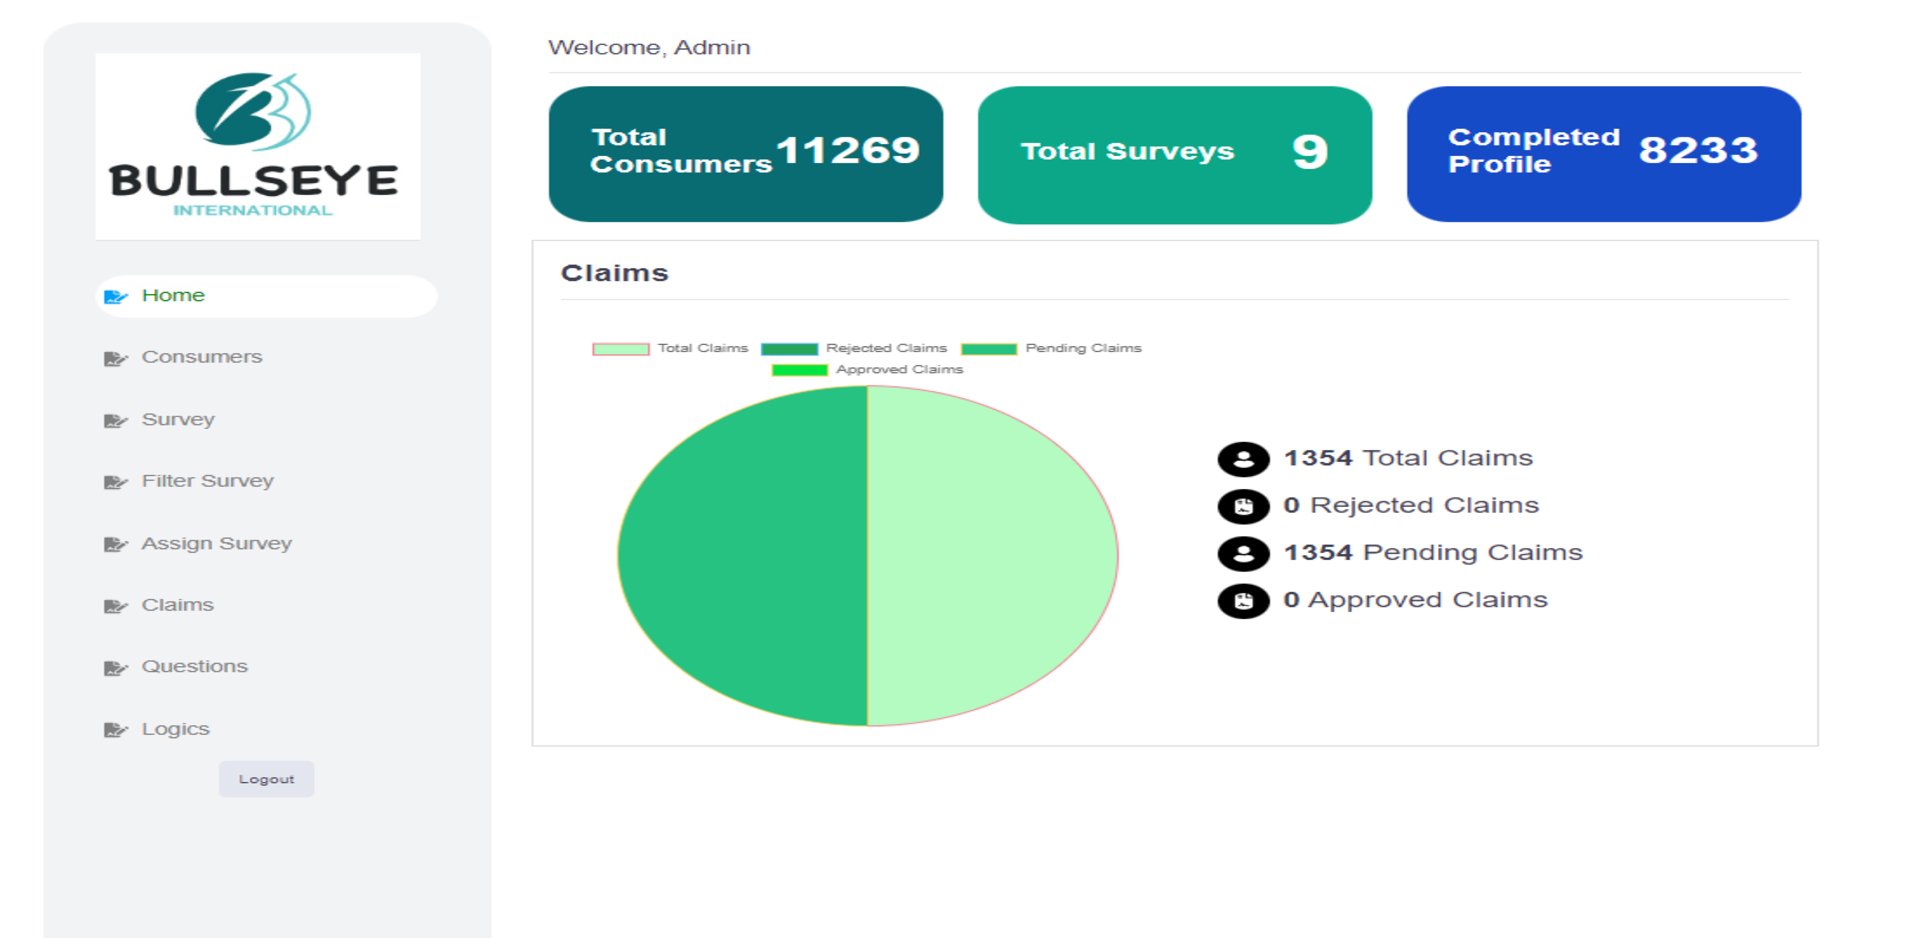 BULLSEYE
INTERNATIONAL
Home
Consumers
Survey
Filter Survey
Assign Survey
Claims
Questions
Logics
Logout
Welcome, Admin
Total
Consumers 11269
Total Surveys 9
Completed
Profile 8233
Claims
Total Claims Rejected Claims Pending Claims
Approved Claims
1354 Total Claims
0 Rejected Claims
1354 Pending Claims
0 Approved Claims